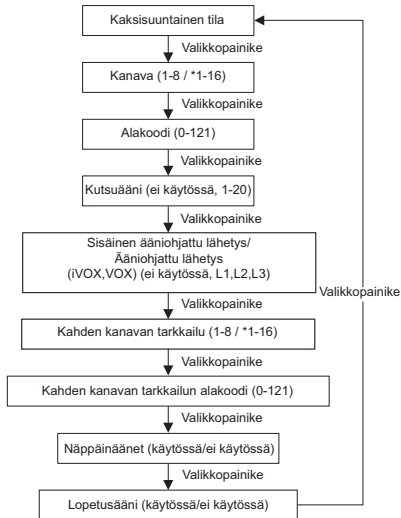 Kaksisuuntainen tila
Valikkopainike
Kanava (1-8 / *1-16)
Valikkopainike
Alakoodi (0-121)
Valikkopainike
Kutsuääni (ei käytössä, 1-20)
Valikkopainike
Sisäinen ääniohjattu lähetys/
Ääniohjattu lähetys
(iVOX,VOX) (ei käytössä, L1,L2,L3)
Valikkopainike
Valikkopainike
Kahden kanavan tarkkailu (1-8 / *1-16)
Valikkopainike
Kahden kanavan tarkkailun alakoodi (0-121)
Valikkopainike
Näppäinäänet (käytössä/ei käytössä)
Valikkopainike
Lopetusääni (käytössä/ei käytössä)